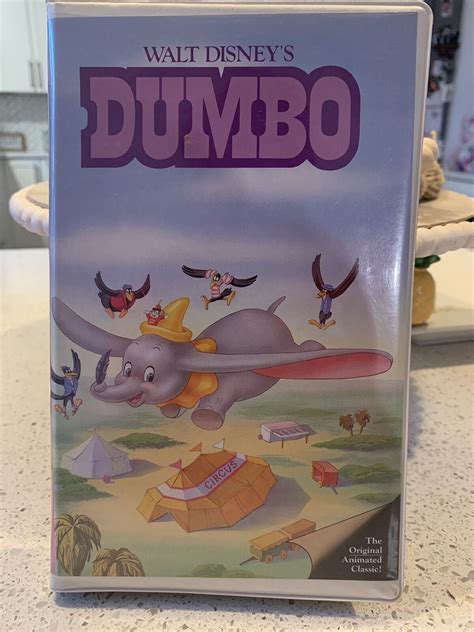 WALT DISNEY'S
DUMBO
CIRCUS
The
Original
Animated
Classic!